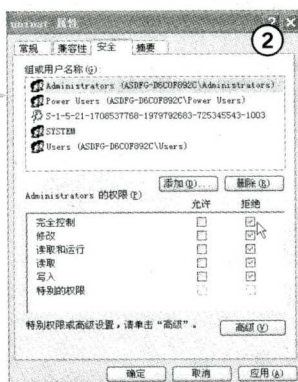 uninst 属性
②
常规 兼容性 安全 摘要
组或用户名称(G)
Administrators (ASDFG-D6C0F892C\Administrators)
Power Users (ASDFG-D6C0F892C\Power Users)
S-1-5-21-1708537768-1979792683-725345543-1003
SYSTEM
Users (ASDFG-D6C0F892C\Users)
添加(D)... 删除(R)
Administrators 的权限(P) 允许 拒绝
完全控制
修改
读取和运行
读取
写入
特别的权限
特别权限或高级设置，请单击“高级”。 高级(V)
确定 取消 应用(A)